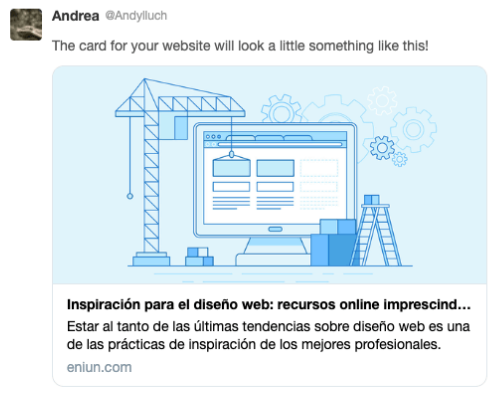 Andrea @Andylluch
The card for your website will look a little something like this!
Inspiración para el diseño web: recursos online imprescind...
Estar al tanto de las últimas tendencias sobre diseño web es una
de las prácticas de inspiración de los mejores profesionales.
eniun.com